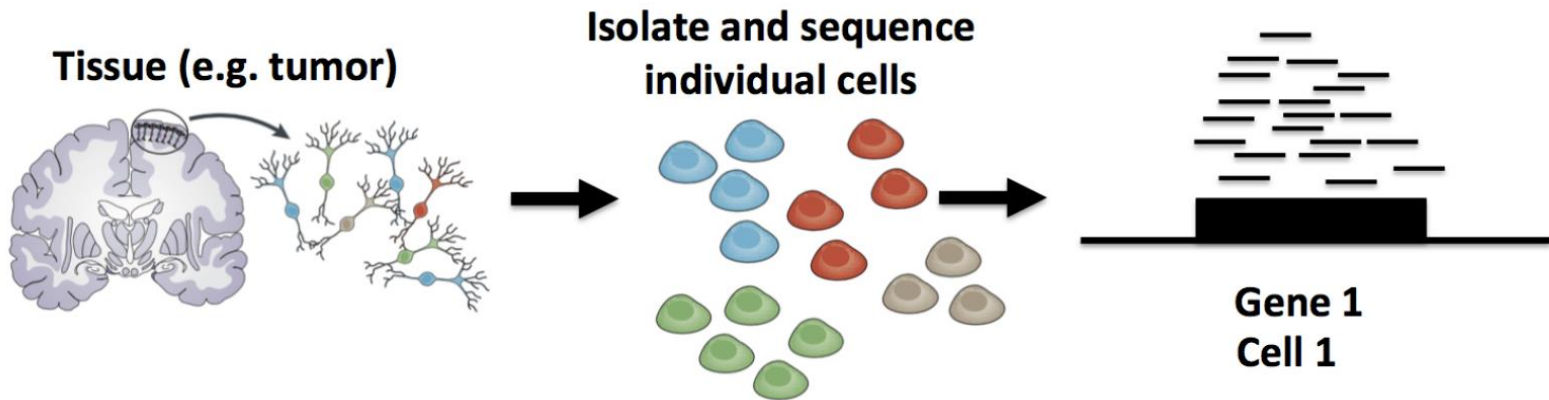 Tissue (e.g. tumor)
Isolate and sequence
individual cells
Gene 1
Cell 1